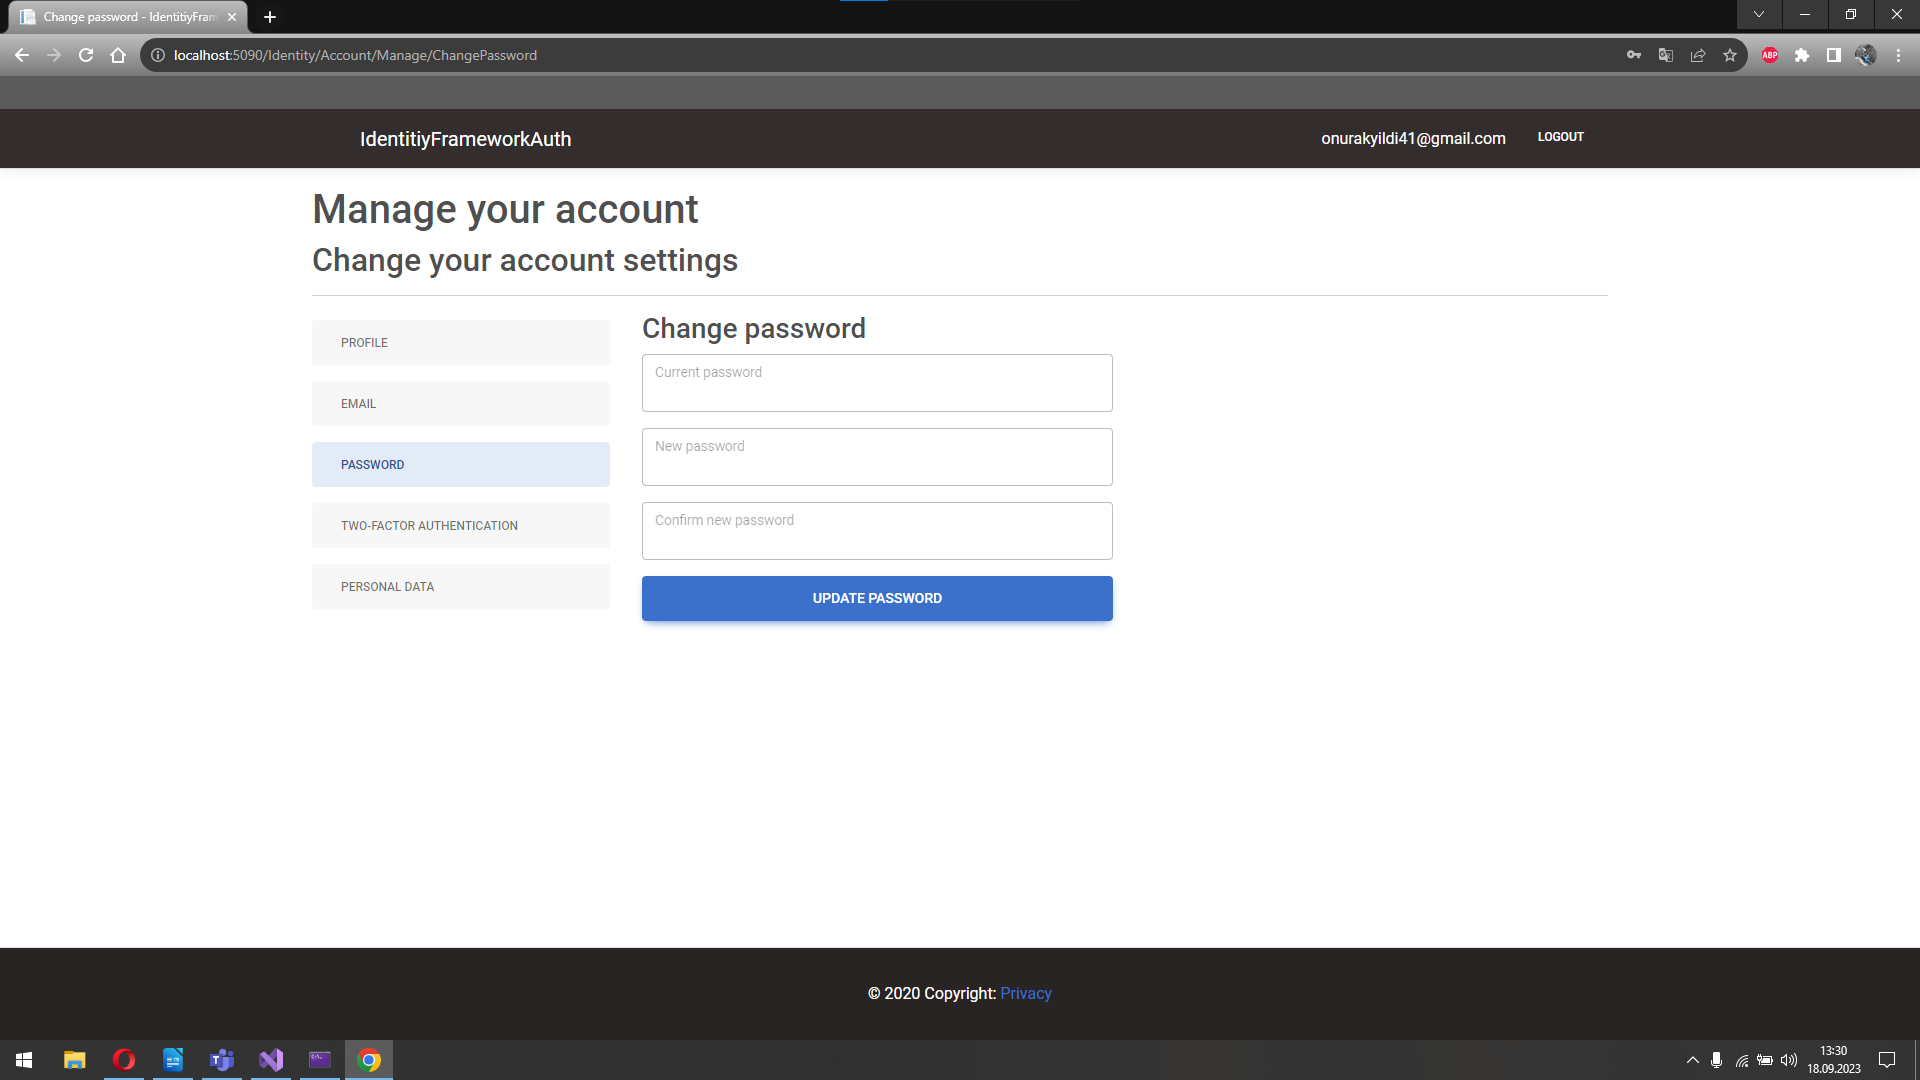 Change password - IdentitiyFram
localhost:5090/Identity/Account/Manage/ChangePassword
ABP
IdentitiyFrameworkAuth
onurakyildi41@gmail.com
LOGOUT
Manage your account
Change your account settings
PROFILE
EMAIL
PASSWORD
TWO-FACTOR AUTHENTICATION
PERSONAL DATA
Change password
Current password
New password
Confirm new password
UPDATE PASSWORD
© 2020 Copyright: Privacy
13:30
18.09.2023